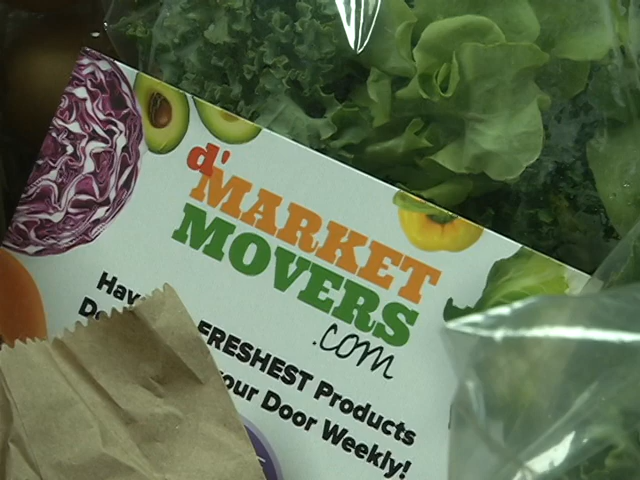 d'
MARKET
MOVERS
.com
Hav FRESHEST Products
our Door Weekly!